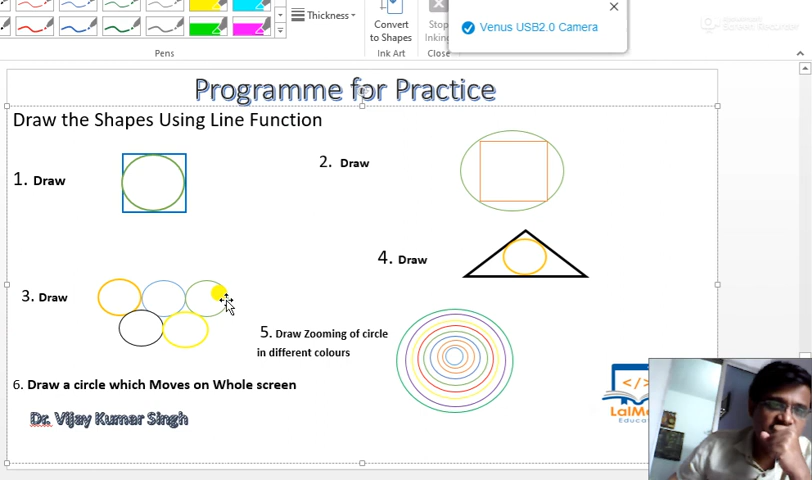 Thickness
Convert
to Shapes
Stop
Inking
Pens
Ink Art
Close
Venus USB2.0 Camera
Programme for Practice
Draw the Shapes Using Line Function
1. Draw
2. Draw
3. Draw
4. Draw
5. Draw Zooming of circle
in different colours
6. Draw a circle which Moves on Whole screen
Dr. Vijay Kumar Singh